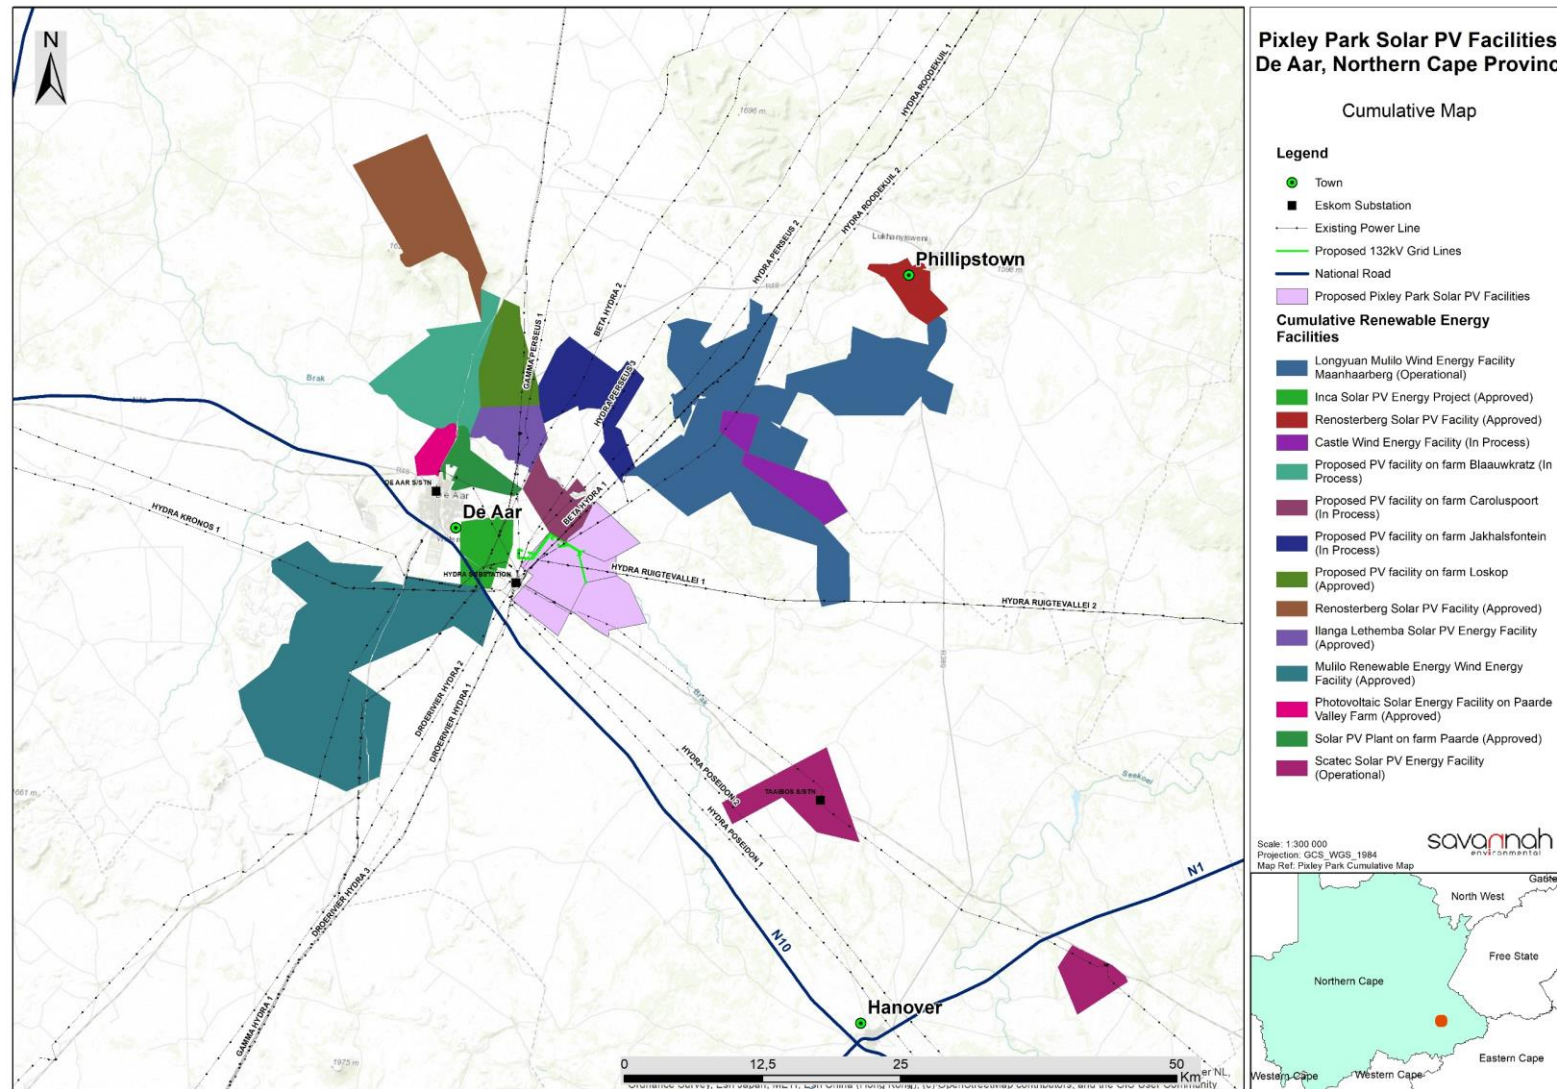 Pixley Park Solar PV Facilities
De Aar, Northern Cape Provinc
Cumulative Map
Legend
Town
Eskom Substation
Existing Power Line
Proposed 132kV Grid Lines
National Road
Proposed Pixley Park Solar PV Facilities
Cumulative Renewable Energy
Facilities
Longyuan Mulilo Wind Energy Facility
Maanhaarberg (Operational)
Inca Solar PV Energy Project (Approved)
Renosterberg Solar PV Facility (Approved)
Castle Wind Energy Facility (In Process)
Proposed PV facility on farm Blaauwkratz (In
Process)
Proposed PV facility on farm Caroluspoort
(In Process)
Proposed PV facility on farm Jakhalsfontein
(In Process)
Proposed PV facility on farm Loskop
(Approved)
Renosterberg Solar PV Facility (Approved)
Ilanga Lethemba Solar PV Energy Facility
(Approved)
Mulilo Renewable Energy Wind Energy
Facility (Approved)
Photovoltaic Solar Energy Facility on Paarde
Valley Farm (Approved)
Solar PV Plant on farm Paarde (Approved)
Scatec Solar PV Energy Facility
(Operational)
savannah
environmental
Scale: 1:300 000
Projection: GCS_WGS_1984
Map Ref: Pixley Park Cumulative Map
North West
Free State
Northern Cape
Eastern Cape
Western Cape
Western Cape
N
1696 m
HYDRA ROODEKUIL 1
HYDRA ROODEKUIL 2
HYDRA PERSEUS 2
Lukhanyisweni
Phillipstown
1598 m
BETA HYDRA 2
GAMMA PERSEUS 1
HYDRA PERSEUS 3
Brak
DE AAR S/STN
De Aar
De Aar
BETA HYDRA 1
HYDRA KRONOS 1
HYDRA SUBSTATION
HYDRA RUIGTEVALLEI 1
HYDRA RUIGTEVALLEI 2
R389
Brak
DROERIVIER HYDRA 2
DROERIVIER HYDRA 1
HYDRA POSEIDON 2
HYDRA POSEIDON 1
TAAIBOS S/STN
Seekoei
1661 m
DROERIVIER HYDRA 3
N1
N10
Hanover
GAMMA HYDRA 1
1975 m
0 12,5 25 50
Km